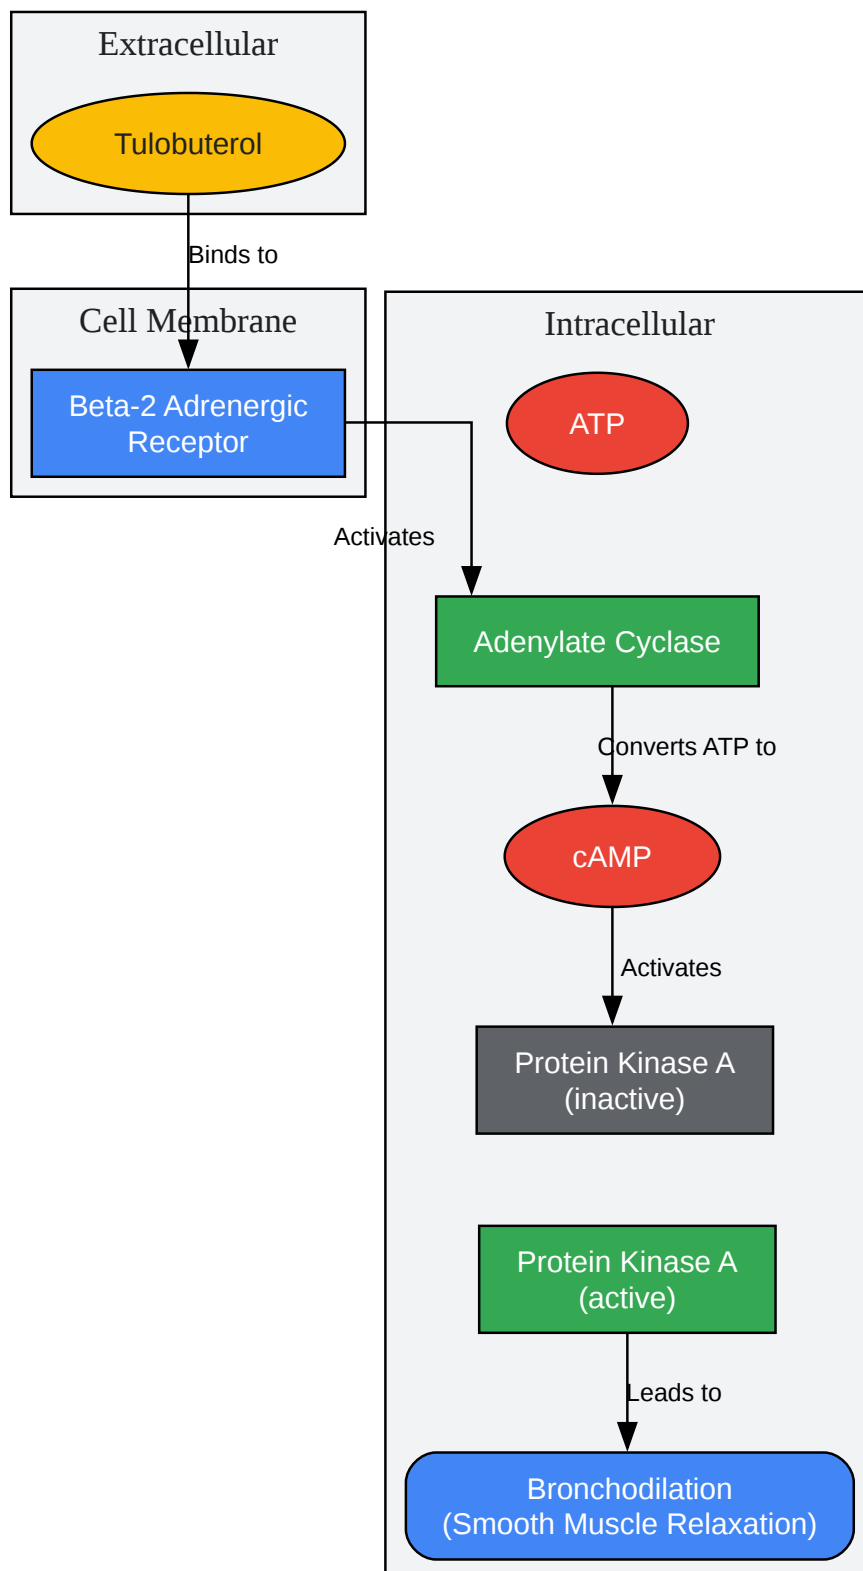 Extracellular
Tulobuterol
Binds to
Cell Membrane
Beta-2 Adrenergic
Receptor
Intracellular
ATP
Activates
Adenylate Cyclase
Converts ATP to
cAMP
Activates
Protein Kinase A
(inactive)
Protein Kinase A
(active)
Leads to
Bronchodilation
(Smooth Muscle Relaxation)